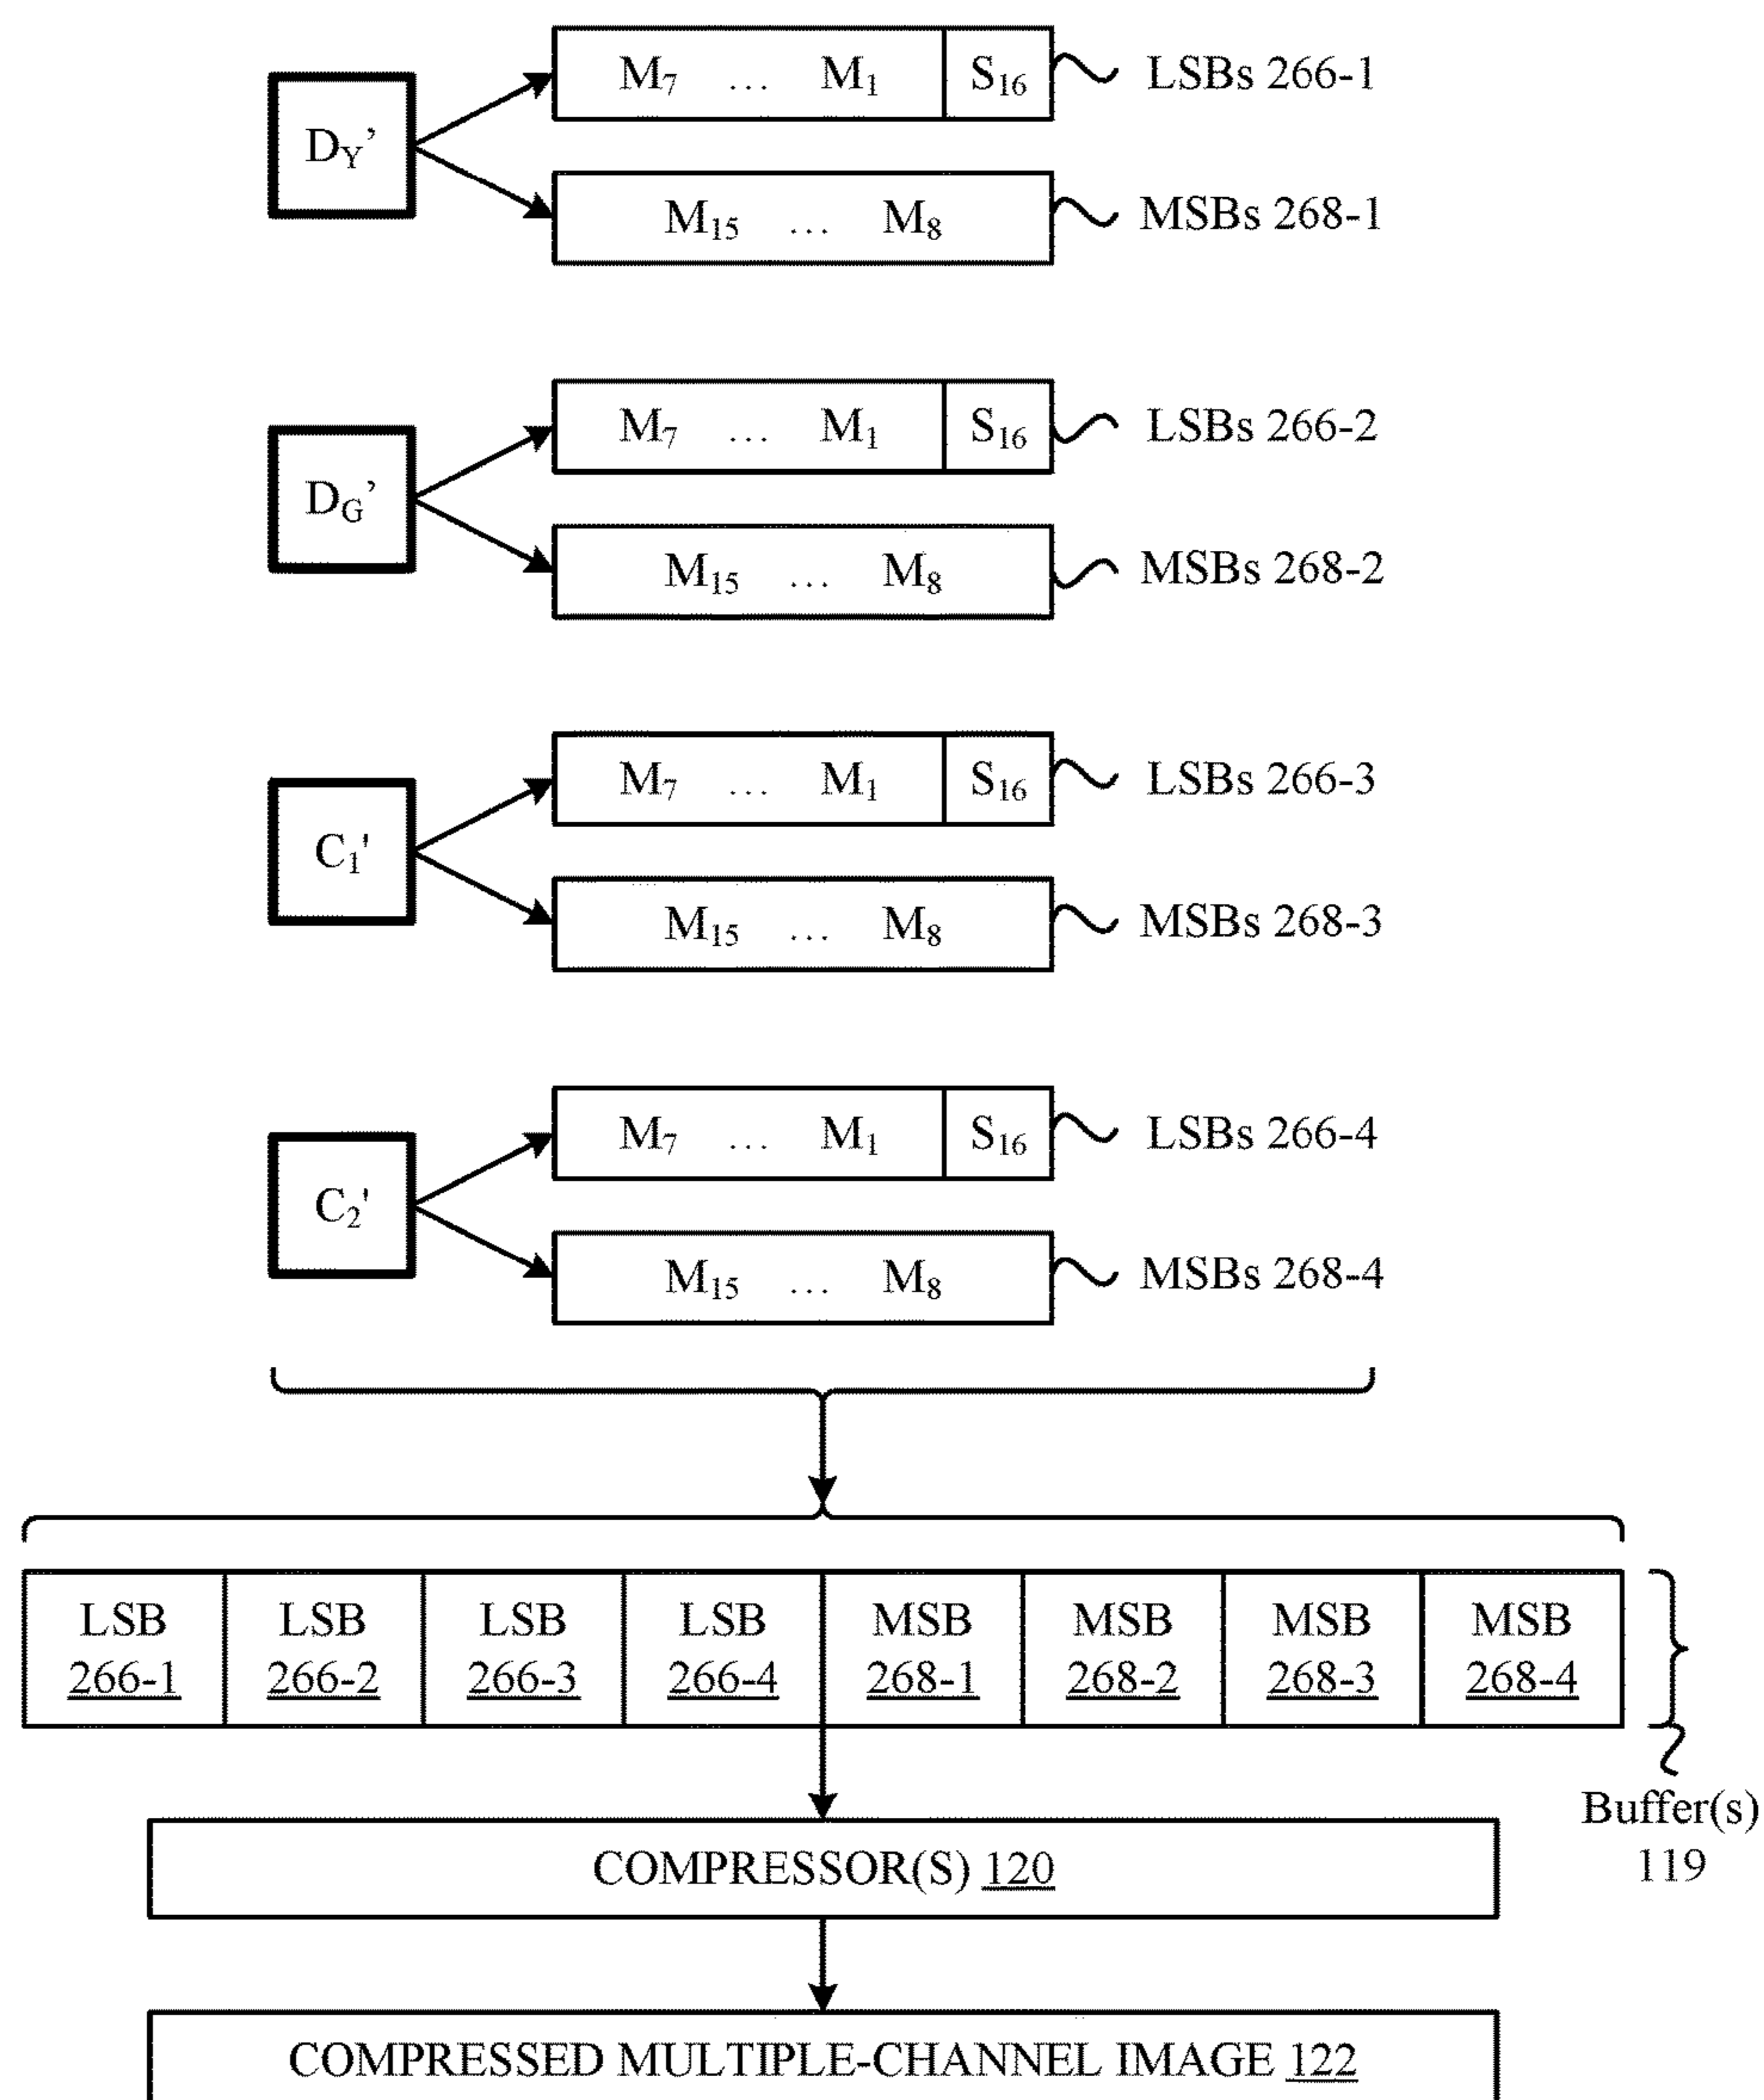 M₇ … M₁ S₁₆ LSBs 266-1
D_Y’
M₁₅ … M₈ MSBs 268-1
M₇ … M₁ S₁₆ LSBs 266-2
D_G’
M₁₅ … M₈ MSBs 268-2
M₇ … M₁ S₁₆ LSBs 266-3
C₁'
M₁₅ … M₈ MSBs 268-3
M₇ … M₁ S₁₆ LSBs 266-4
C₂'
M₁₅ … M₈ MSBs 268-4
LSB LSB LSB LSB MSB MSB MSB MSB
266-1 266-2 266-3 266-4 268-1 268-2 268-3 268-4
Buffer(s)
119
COMPRESSOR(S) 120
COMPRESSED MULTIPLE-CHANNEL IMAGE 122